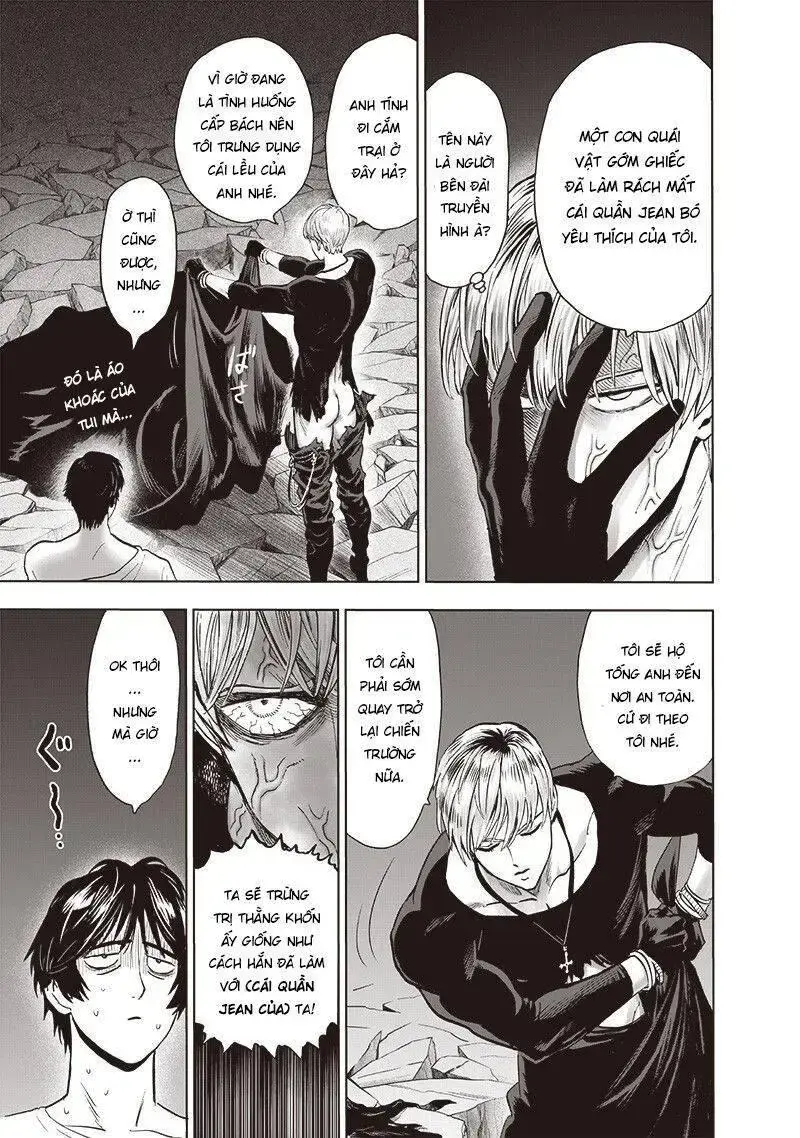 MỘT CON QUÁI
VẬT GỚM GHIẾC
ĐÃ LÀM RÁCH MẤT
CÁI QUẦN JEAN BÓ
YÊU THÍCH CỦA TÔI.
TÊN NÀY
LÀ NGƯỜI
BÊN ĐÀI
TRUYỀN
HÌNH À?
ANH TÍNH
ĐI CẮM
TRẠI Ở
ĐÂY HẢ?
VÌ GIỜ ĐANG
LÀ TÌNH HUỐNG
CẤP BÁCH NÊN
TÔI TRƯNG DỤNG
CÁI LỀU CỦA
ANH NHÉ.
Ờ THÌ
CŨNG
ĐƯỢC,
NHƯNG
...
ĐÓ LÀ ÁO
KHOÁC CỦA
TUI MÀ...
ばさ
TÔI SẼ HỘ
TỐNG ANH ĐẾN
NƠI AN TOÀN.
CỨ ĐI THEO
TÔI NHÉ.
TÔI CẦN
PHẢI SỚM
QUAY TRỞ
LẠI CHIẾN
TRƯỜNG
NỮA.
TA SẼ TRỪNG
TRỊ THẰNG KHỐN
ẤY GIỐNG NHƯ
CÁCH HẮN ĐÃ LÀM
VỚI (CÁI QUẦN
JEAN CỦA) TA!
OK THÔI
...
NHƯNG
MÀ GIỜ
...
ぐ〜…